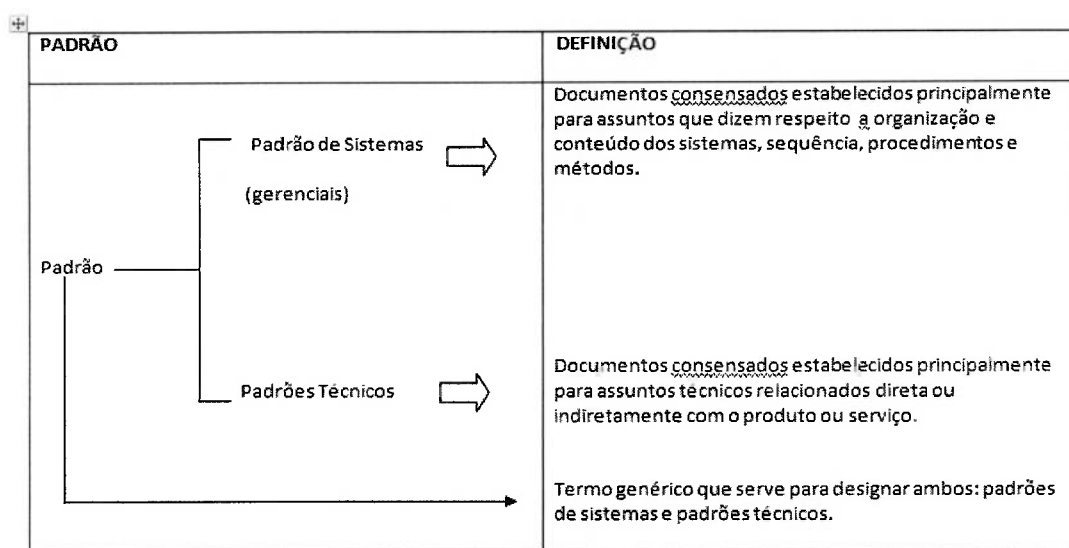 PADRÃO
DEFINIÇÃO
Padrão de Sistemas
(gerenciais)
Documentos consensados estabelecidos principalmente
para assuntos que dizem respeito a organização e
conteúdo dos sistemas, sequência, procedimentos e
métodos.
Padrão
Padrões Técnicos
Documentos consensados estabelecidos principalmente
para assuntos técnicos relacionados direta ou
indiretamente com o produto ou serviço.
Termo genérico que serve para designar ambos: padrões
de sistemas e padrões técnicos.